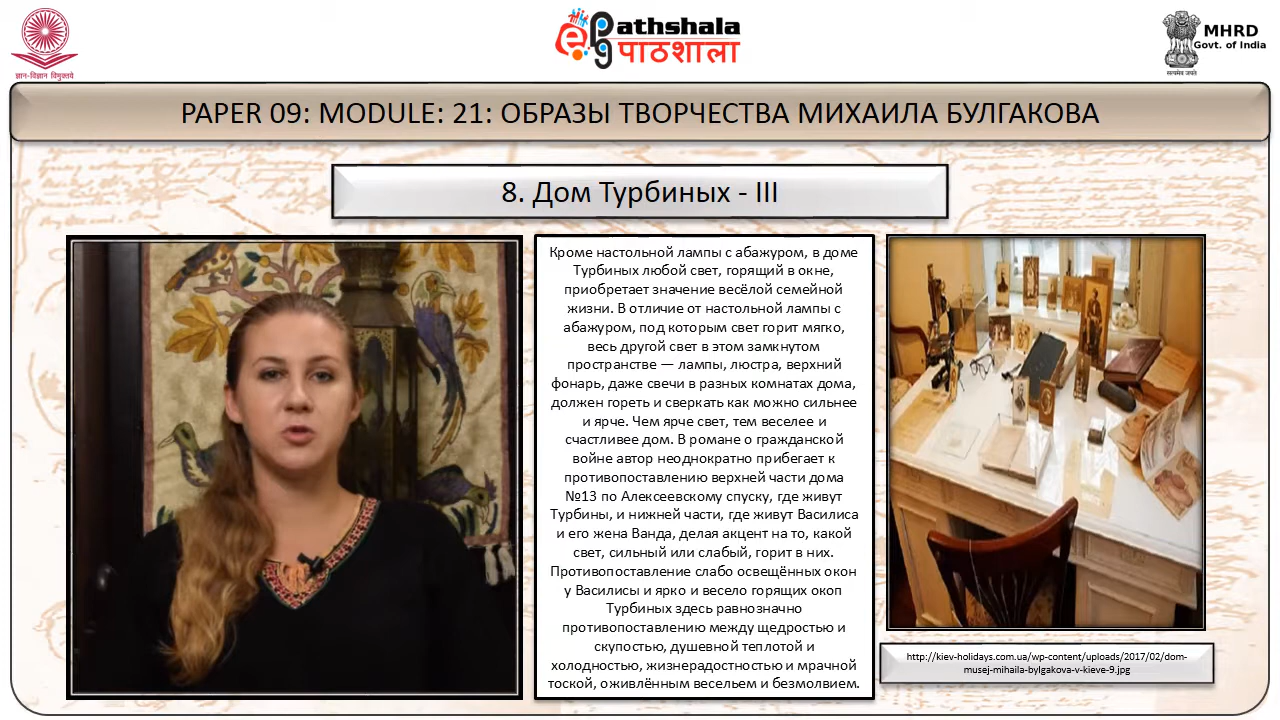 ज्ञान-विज्ञान विमुक्तये
Pathshala
पाठशाला
MHRD
Govt. of India
सत्यमेव जयते
PAPER 09: MODULE: 21: ОБРАЗЫ ТВОРЧЕСТВА МИХАИЛА БУЛГАКОВА
8. Дом Турбиных - III
Кроме настольной лампы с абажуром, в доме
Турбиных любой свет, горящий в окне,
приобретает значение весёлой семейной
жизни. В отличие от настольной лампы с
абажуром, под которым свет горит мягко,
весь другой свет в этом замкнутом
пространстве — лампы, люстра, верхний
фонарь, даже свечи в разных комнатах дома,
должен гореть и сверкать как можно сильнее
и ярче. Чем ярче свет, тем веселее и
счастливее дом. В романе о гражданской
войне автор неоднократно прибегает к
противопоставлению верхней части дома
№13 по Алексеевскому спуску, где живут
Турбины, и нижней части, где живут Василиса
и его жена Ванда, делая акцент на то, какой
свет, сильный или слабый, горит в них.
Противопоставление слабо освещённых окон
у Василисы и ярко и весело горящих окоп
Турбиных здесь равнозначно
противопоставлению между щедростью и
скупостью, душевной теплотой и
холодностью, жизнерадостностью и мрачной
тоской, оживлённым весельем и безмолвием.
http://kiev-holidays.com.ua/wp-content/uploads/2017/02/dom-
musej-mihaila-bylgakova-v-kieve-9.jpg